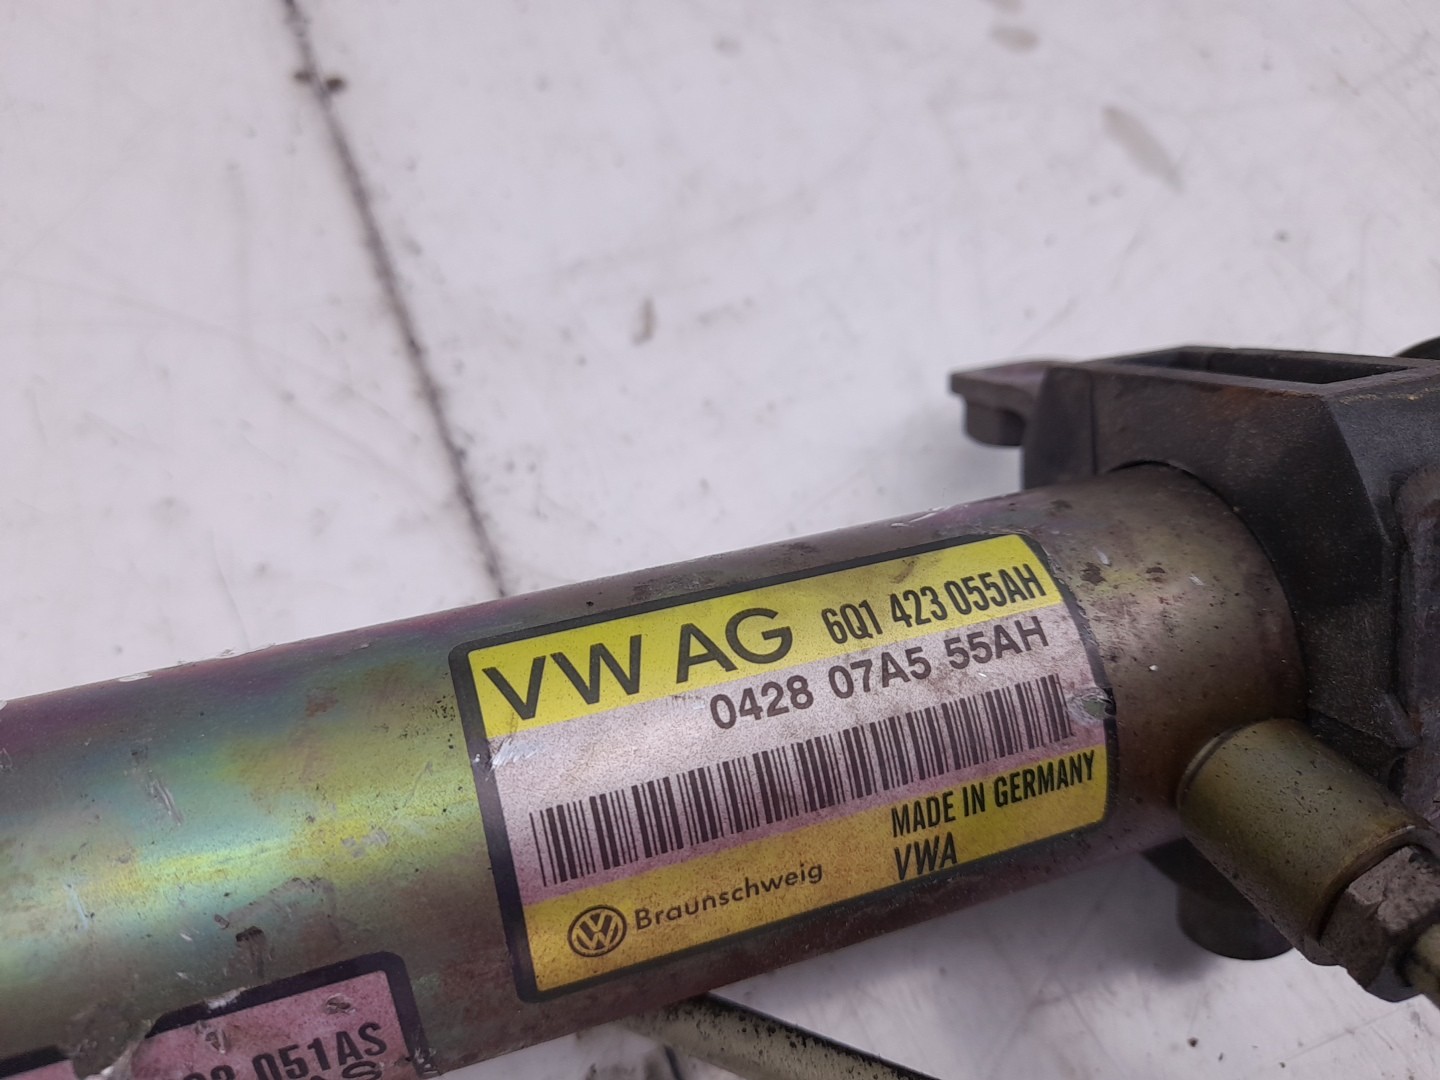 VW AG 6Q1 423 055AH
0428 07A5 55AH
MADE IN GERMANY
Braunschweig VWA
051AS